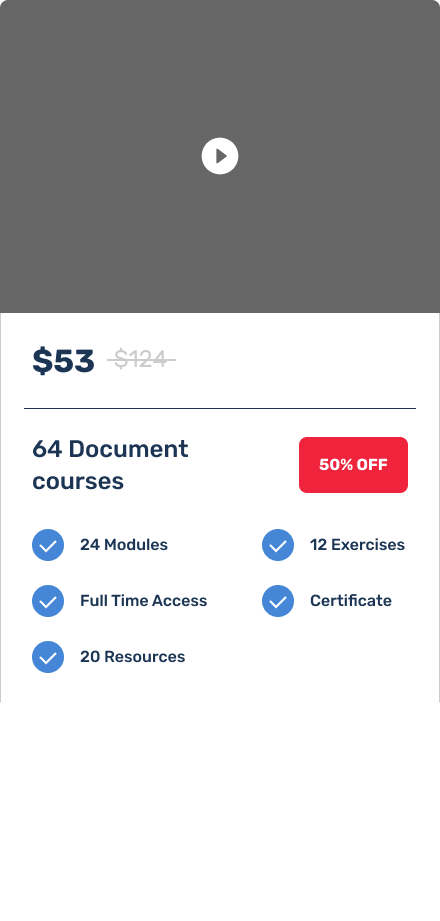 $53 $124
64 Document
courses
50% OFF
24 Modules
12 Exercises
Full Time Access
Certificate
20 Resources